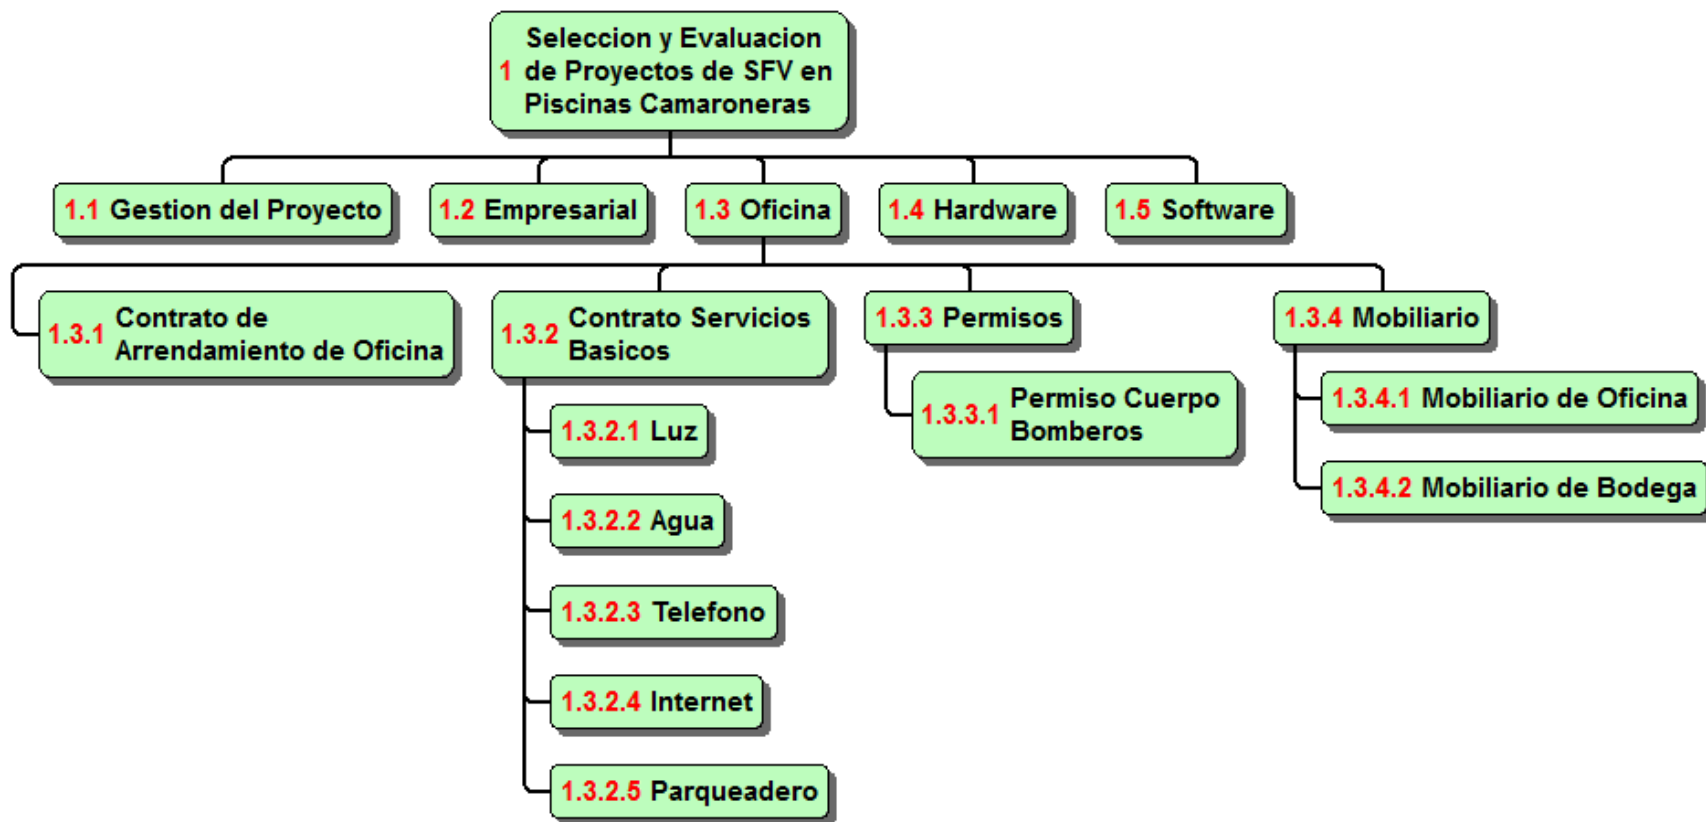 Seleccion y Evaluacion
1 de Proyectos de SFV en
Piscinas Camaroneras
1.1 Gestion del Proyecto
1.2 Empresarial
1.3 Oficina
1.4 Hardware
1.5 Software
1.3.1 Contrato de
Arrendamiento de Oficina
1.3.2 Contrato Servicios
Basicos
1.3.2.1 Luz
1.3.2.2 Agua
1.3.2.3 Telefono
1.3.2.4 Internet
1.3.2.5 Parqueadero
1.3.3 Permisos
1.3.3.1 Permiso Cuerpo
Bomberos
1.3.4 Mobiliario
1.3.4.1 Mobiliario de Oficina
1.3.4.2 Mobiliario de Bodega